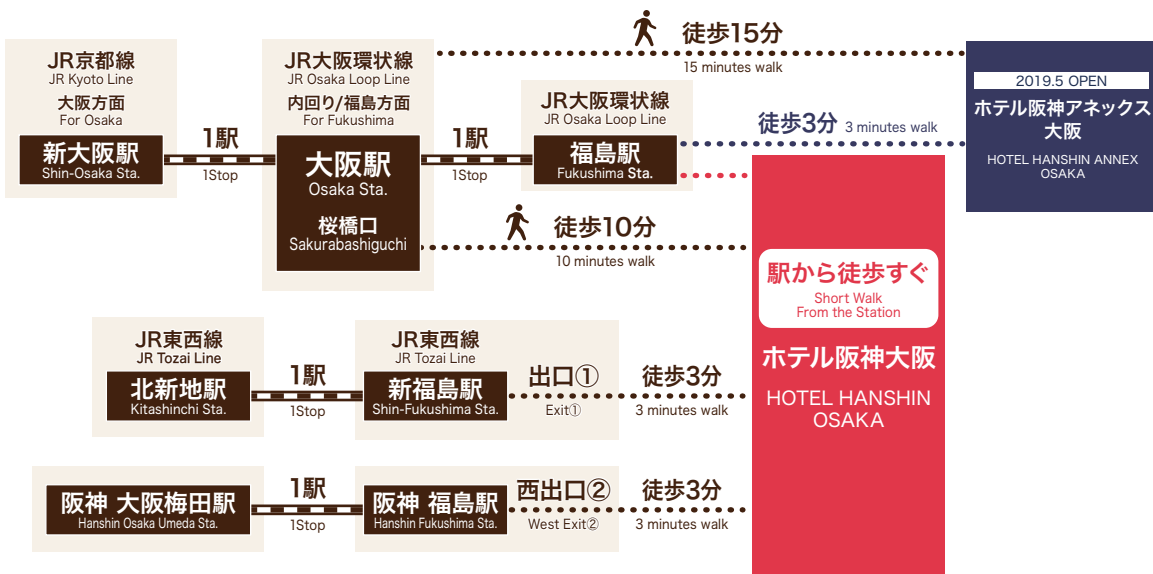 徒歩15分
15 minutes walk
JR京都線
JR Kyoto Line
大阪方面
For Osaka
新大阪駅
Shin-Osaka Sta.
1駅
1Stop
JR大阪環状線
JR Osaka Loop Line
内回り/福島方面
For Fukushima
大阪駅
Osaka Sta.
桜橋口
Sakurabashiguchi
1駅
1Stop
JR大阪環状線
JR Osaka Loop Line
福島駅
Fukushima Sta.
徒歩3分 3 minutes walk
2019.5 OPEN
ホテル阪神アネックス
大阪
HOTEL HANSHIN ANNEX
OSAKA
徒歩10分
10 minutes walk
駅から徒歩すぐ
Short Walk
From the Station
ホテル阪神大阪
HOTEL HANSHIN
OSAKA
JR東西線
JR Tozai Line
北新地駅
Kitashinchi Sta.
1駅
1Stop
JR東西線
JR Tozai Line
新福島駅
Shin-Fukushima Sta.
出口①
Exit①
徒歩3分
3 minutes walk
阪神 大阪梅田駅
Hanshin Osaka Umeda Sta.
1駅
1Stop
阪神 福島駅
Hanshin Fukushima Sta.
西出口②
West Exit②
徒歩3分
3 minutes walk